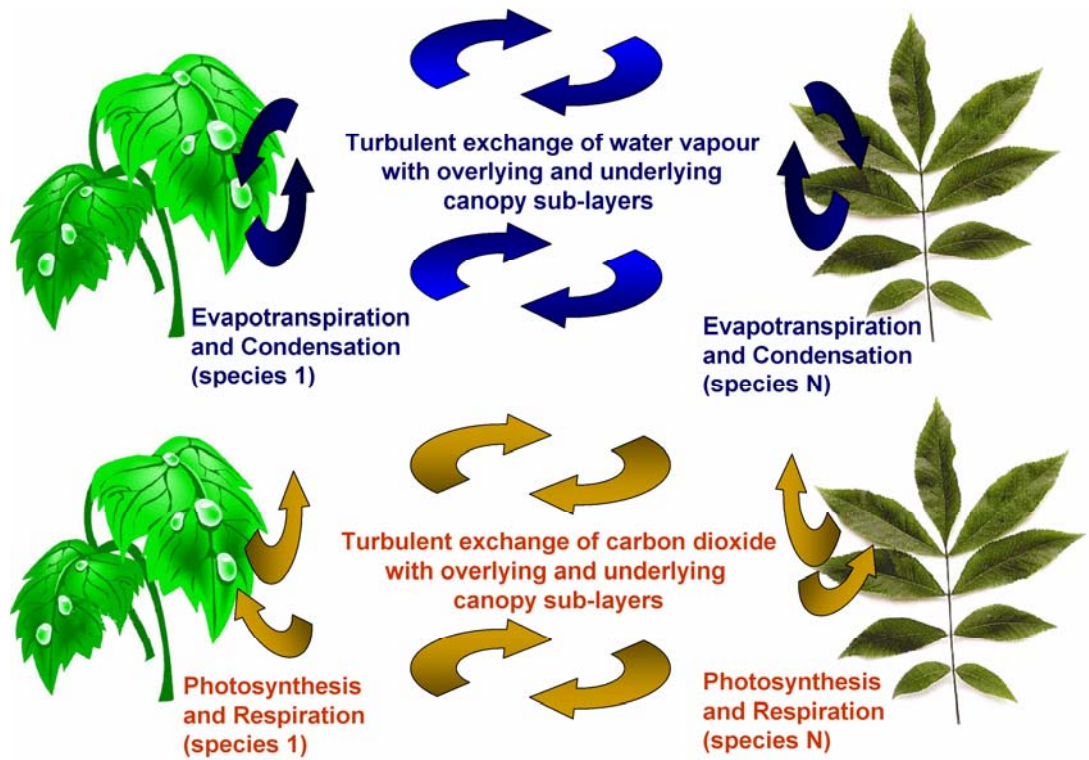 Turbulent exchange of water vapour
with overlying and underlying
canopy sub-layers
Evapotranspiration
and Condensation
(species 1)
Evapotranspiration
and Condensation
(species N)
Turbulent exchange of carbon dioxide
with overlying and underlying
canopy sub-layers
Photosynthesis
and Respiration
(species 1)
Photosynthesis
and Respiration
(species N)